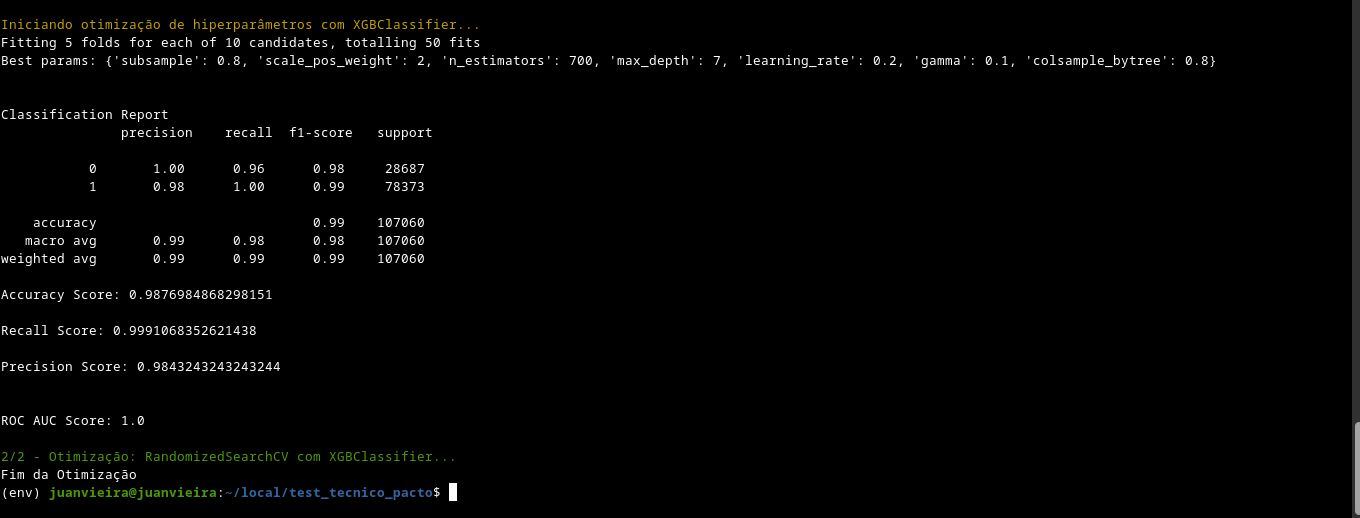 Iniciando otimização de hiperparâmetros com XGBClassifier...
Fitting 5 folds for each of 10 candidates, totalling 50 fits
Best params: {'subsample': 0.8, 'scale_pos_weight': 2, 'n_estimators': 700, 'max_depth': 7, 'learning_rate': 0.2, 'gamma': 0.1, 'colsample_bytree': 0.8}
Classification Report
precision recall f1-score support
0 1.00 0.96 0.98 28687
1 0.98 1.00 0.99 78373
accuracy 0.99 107060
macro avg 0.99 0.98 0.98 107060
weighted avg 0.99 0.99 0.99 107060
Accuracy Score: 0.9876984868298151
Recall Score: 0.9991068352621438
Precision Score: 0.9843243243243244
ROC AUC Score: 1.0
2/2 - Otimização: RandomizedSearchCV com XGBClassifier...
Fim da Otimização
(env) juanvieira@juanvieira:~/local/test_tecnico_pacto$